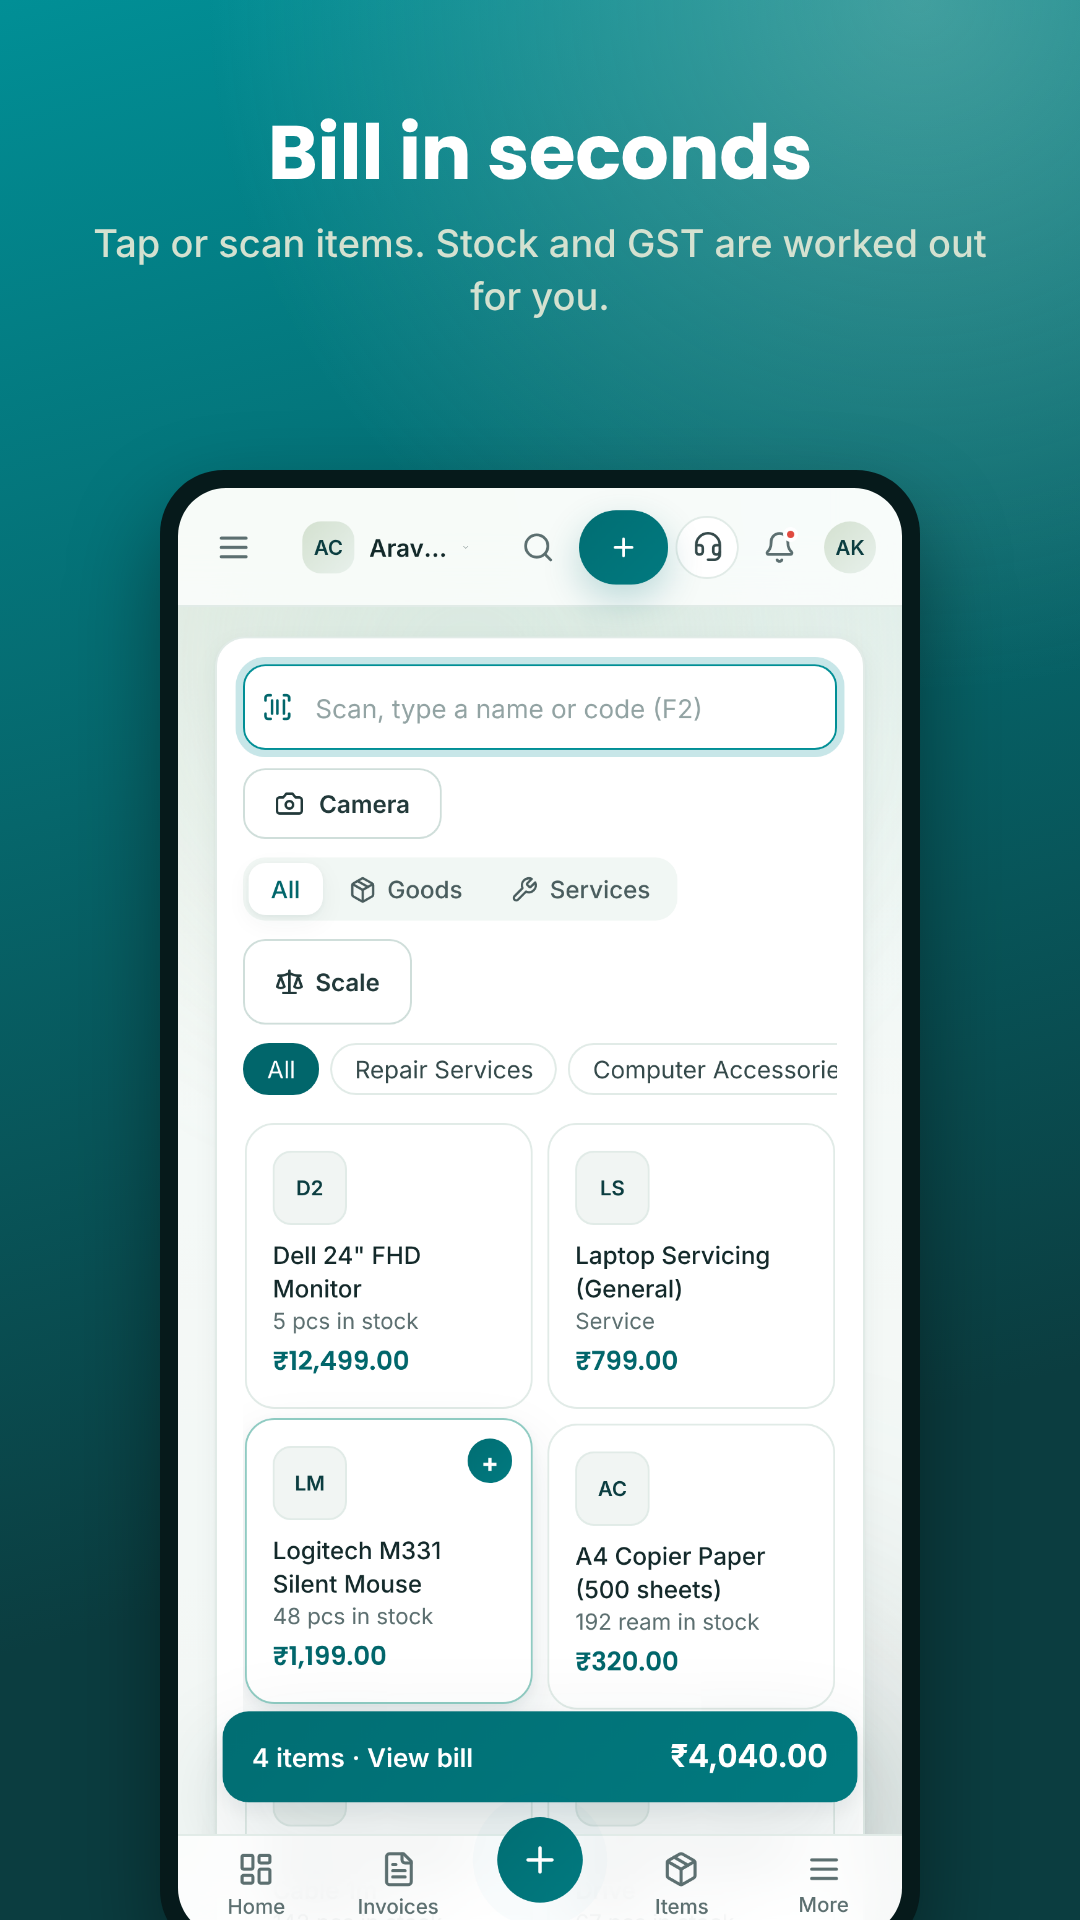 Bill in seconds
Tap or scan items. Stock and GST are worked out
for you.
AC Arav... AK
Scan, type a name or code (F2)
Camera
All Goods Services
Scale
All Repair Services Computer Accessorie
D2
Dell 24" FHD
Monitor
5 pcs in stock
₹12,499.00
LS
Laptop Servicing
(General)
Service
₹799.00
LM
Logitech M331
Silent Mouse
48 pcs in stock
₹1,199.00
AC
A4 Copier Paper
(500 sheets)
192 ream in stock
₹320.00
4 items · View bill ₹4,040.00
Home Invoices Items More